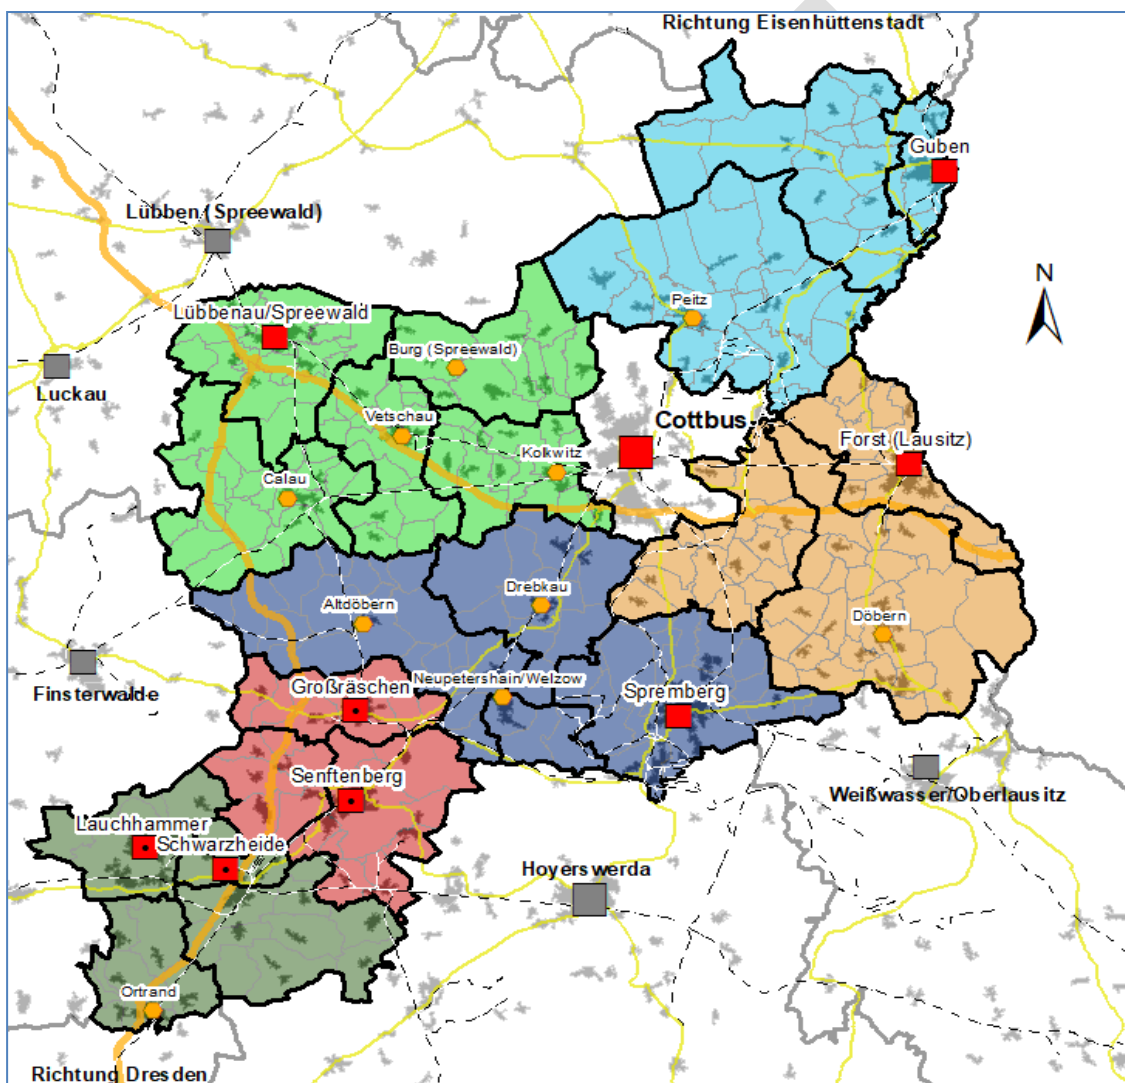 Richtung Eisenhüttenstadt
Guben
Lübben (Spreewald)
N
Peitz
Lübbenau/Spreewald
Burg (Spreewald)
Luckau
Vetschau
Cottbus
Forst (Lausitz)
Kolkwitz
Calau
Drebkau
Altdöbern
Döbern
Finsterwalde
Großräschen
Neupetershain/Welzow
Spremberg
Senftenberg
Weißwasser/Oberlausitz
Lauchhammer
Schwarzheide
Hoyerswerda
Ortrand
Richtung Dresden